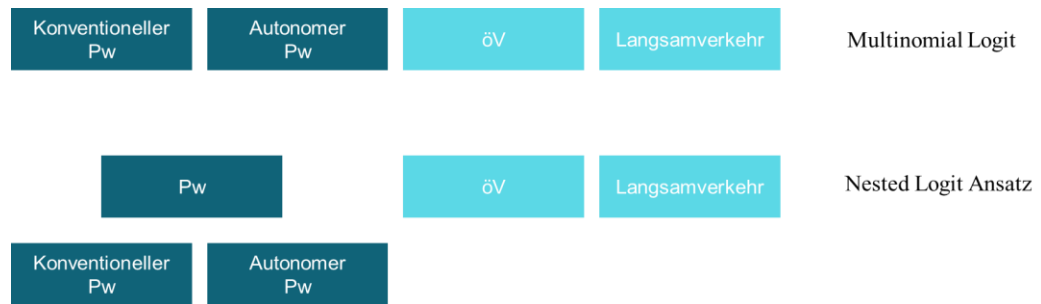 Konventioneller
Pw
Autonomer
Pw
öV
Langsamverkehr
Multinomial Logit
Pw
öV
Langsamverkehr
Nested Logit Ansatz
Konventioneller
Pw
Autonomer
Pw